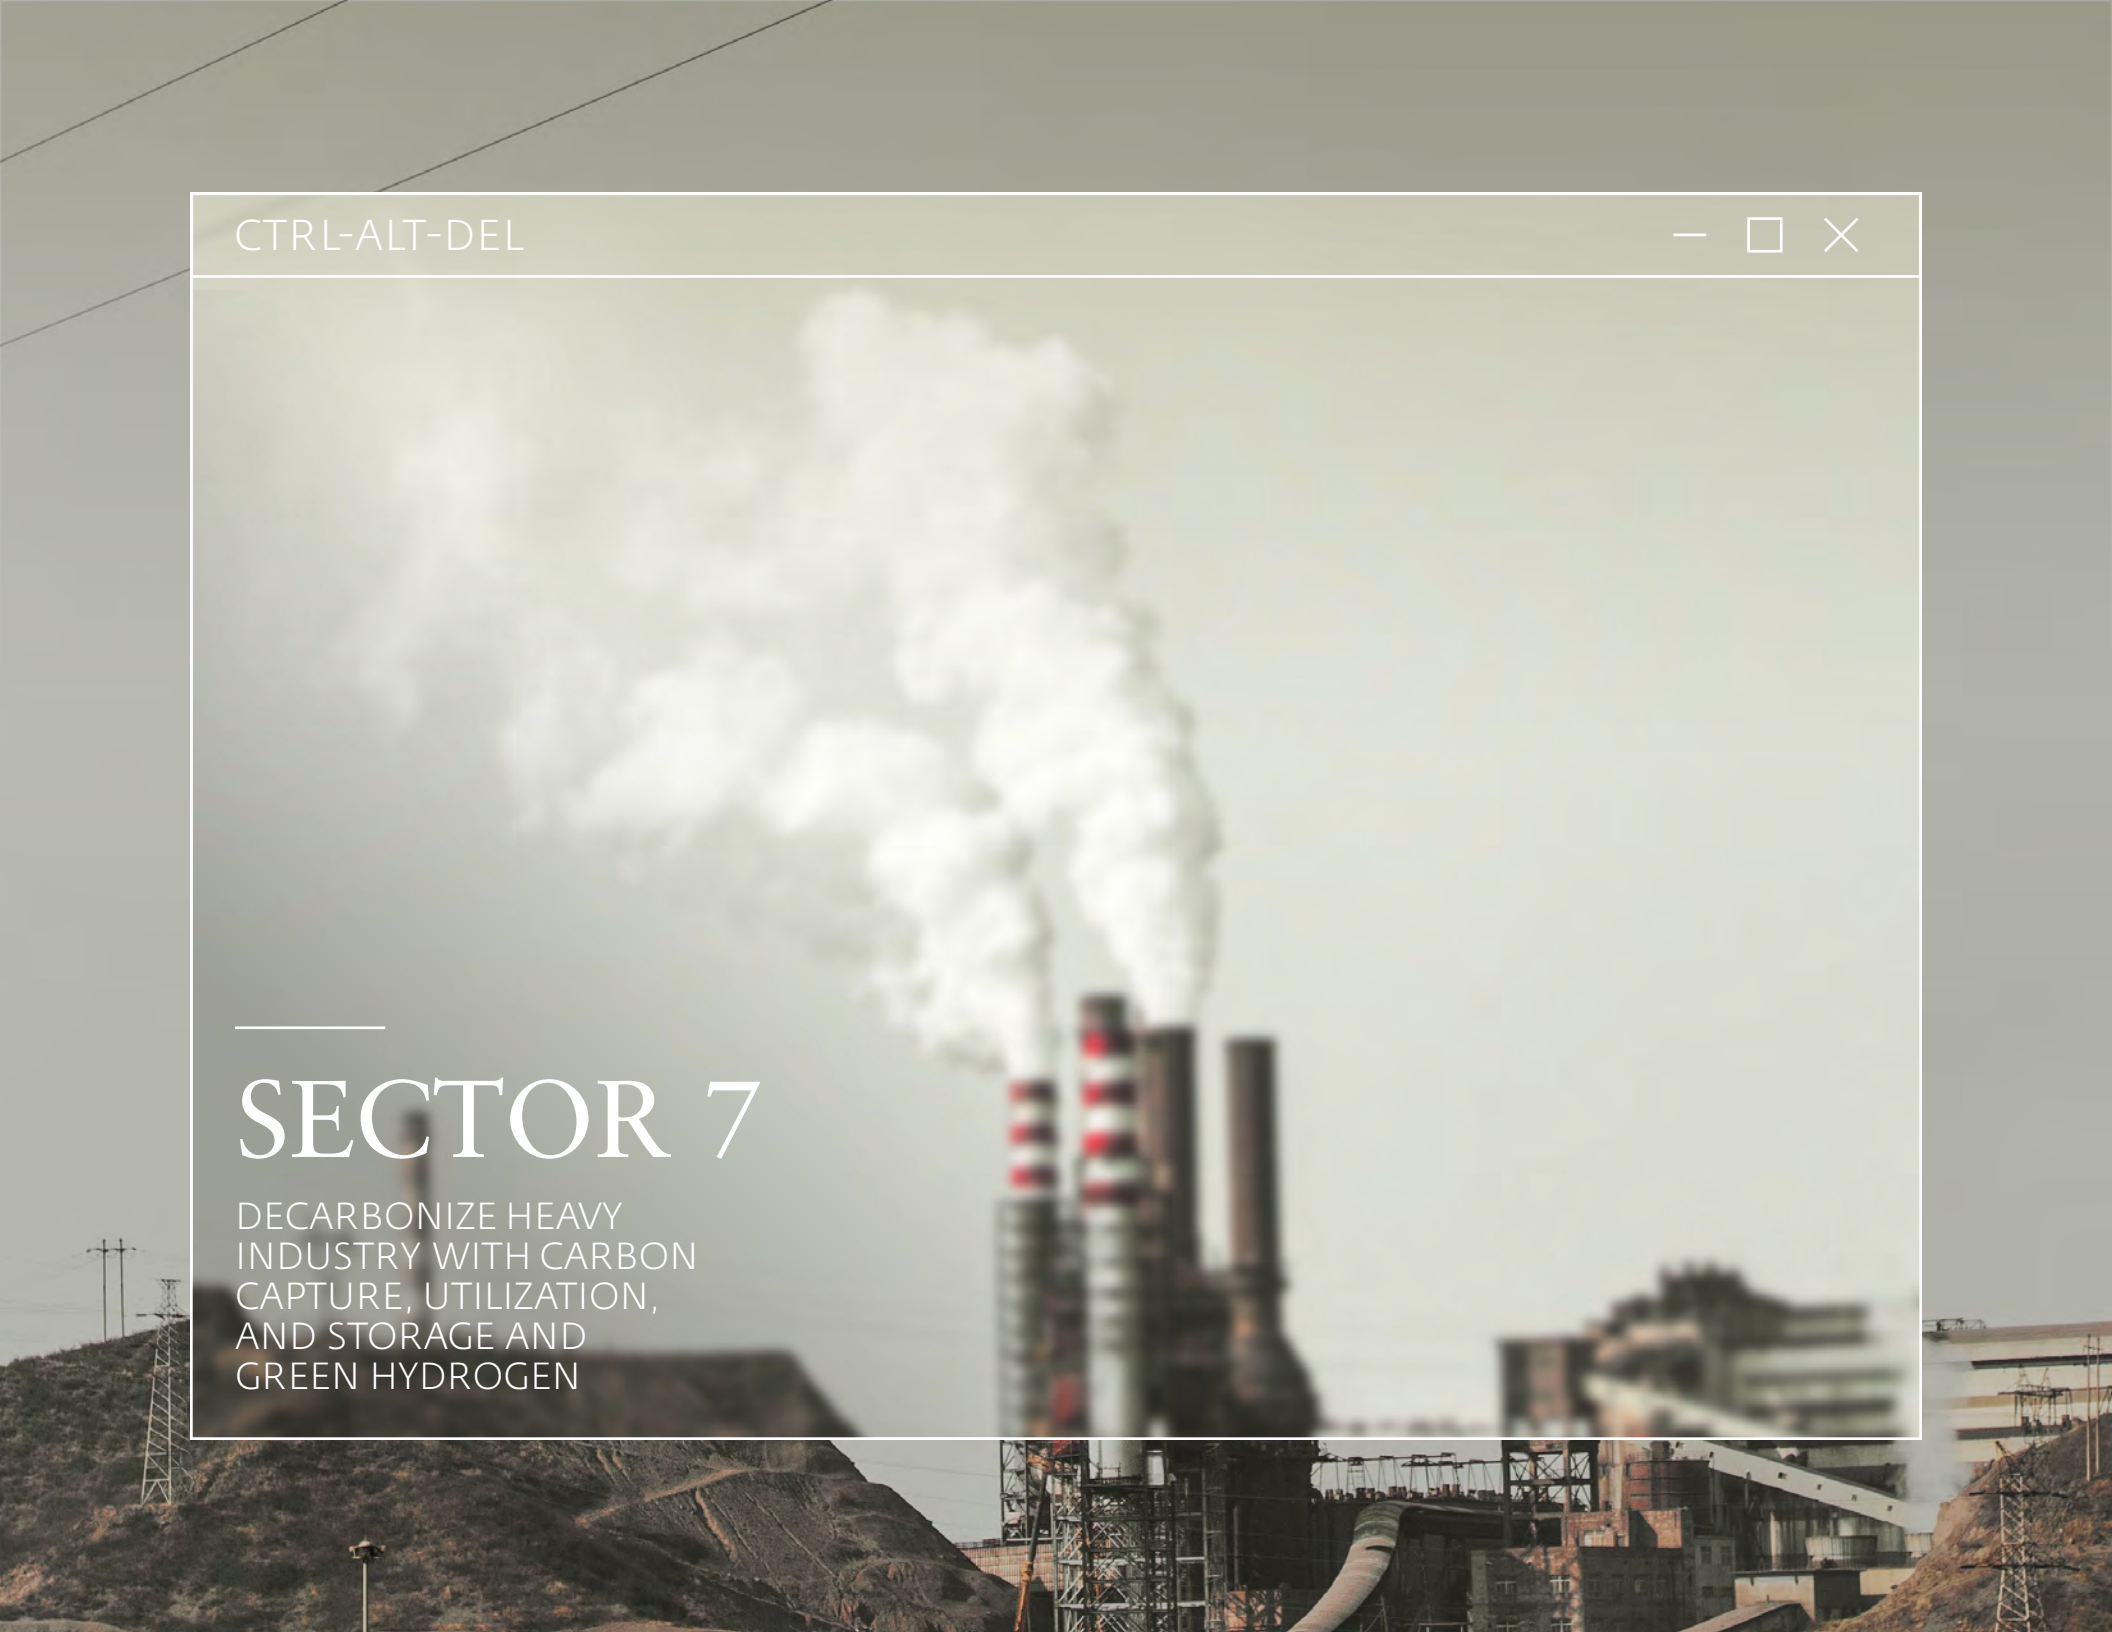 CTRL-ALT-DEL
SECTOR 7
DECARBONIZE HEAVY
INDUSTRY WITH CARBON
CAPTURE, UTILIZATION,
AND STORAGE AND
GREEN HYDROGEN